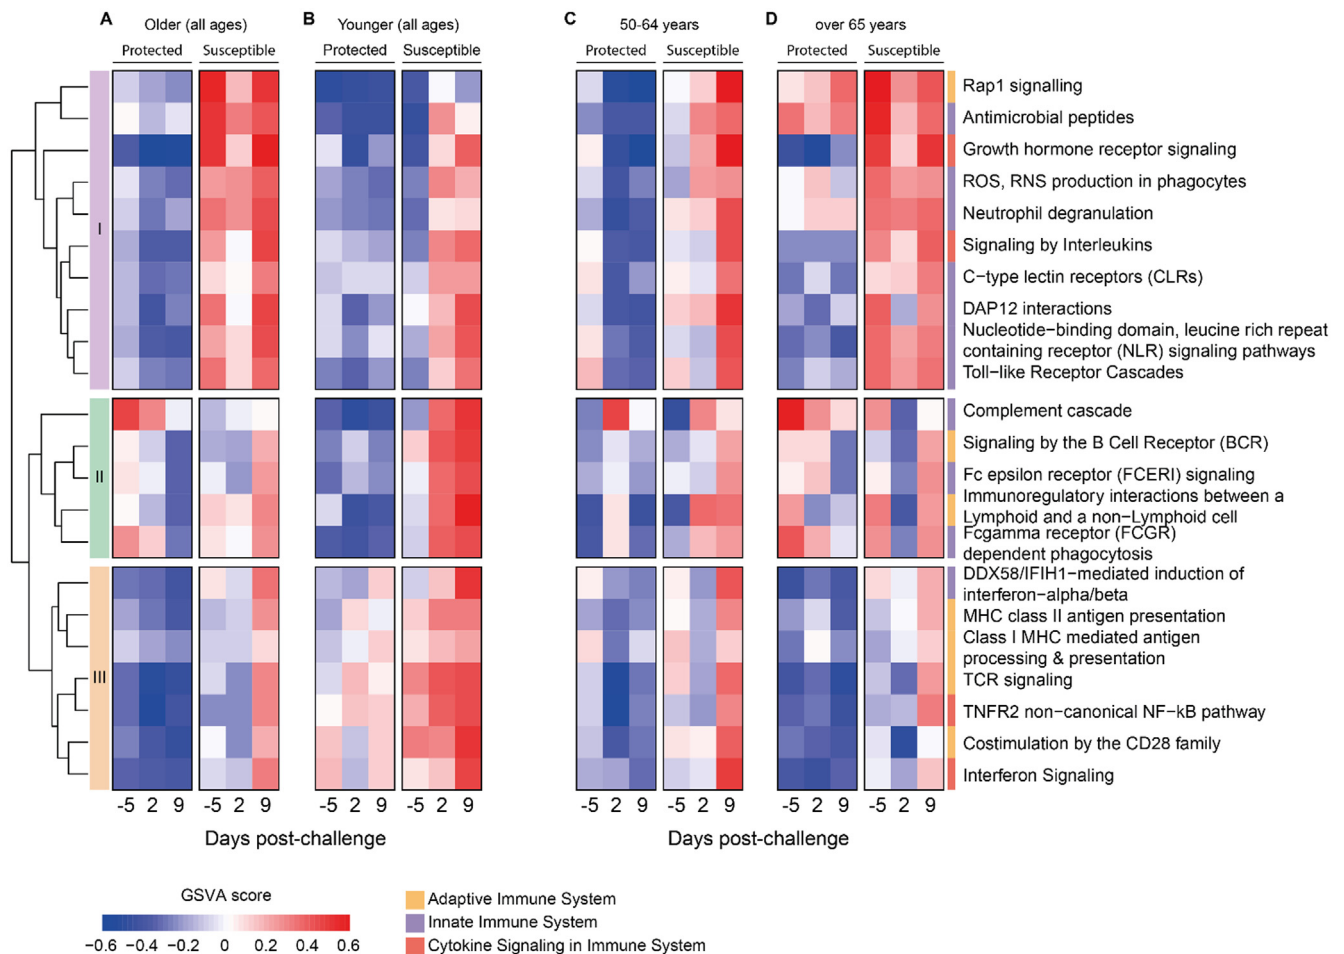 A Older (all ages) B Younger (all ages) C 50-64 years D over 65 years
Protected Susceptible Protected Susceptible Protected Susceptible Protected Susceptible
I
Rap1 signalling
Antimicrobial peptides
Growth hormone receptor signaling
ROS, RNS production in phagocytes
Neutrophil degranulation
Signaling by Interleukins
C−type lectin receptors (CLRs)
DAP12 interactions
Nucleotide−binding domain, leucine rich repeat
containing receptor (NLR) signaling pathways
Toll−like Receptor Cascades
II
Complement cascade
Signaling by the B Cell Receptor (BCR)
Fc epsilon receptor (FCERI) signaling
Immunoregulatory interactions between a
Lymphoid and a non−Lymphoid cell
Fcgamma receptor (FCGR)
dependent phagocytosis
III
DDX58/IFIH1−mediated induction of
interferon−alpha/beta
MHC class II antigen presentation
Class I MHC mediated antigen
processing & presentation
TCR signaling
TNFR2 non−canonical NF−kB pathway
Costimulation by the CD28 family
Interferon Signaling
-5 2 9 -5 2 9 -5 2 9 -5 2 9 -5 2 9 -5 2 9 -5 2 9 -5 2 9
Days post-challenge Days post-challenge
GSVA score
−0.6 −0.4 −0.2 0 0.2 0.4 0.6
Adaptive Immune System
Innate Immune System
Cytokine Signaling in Immune System